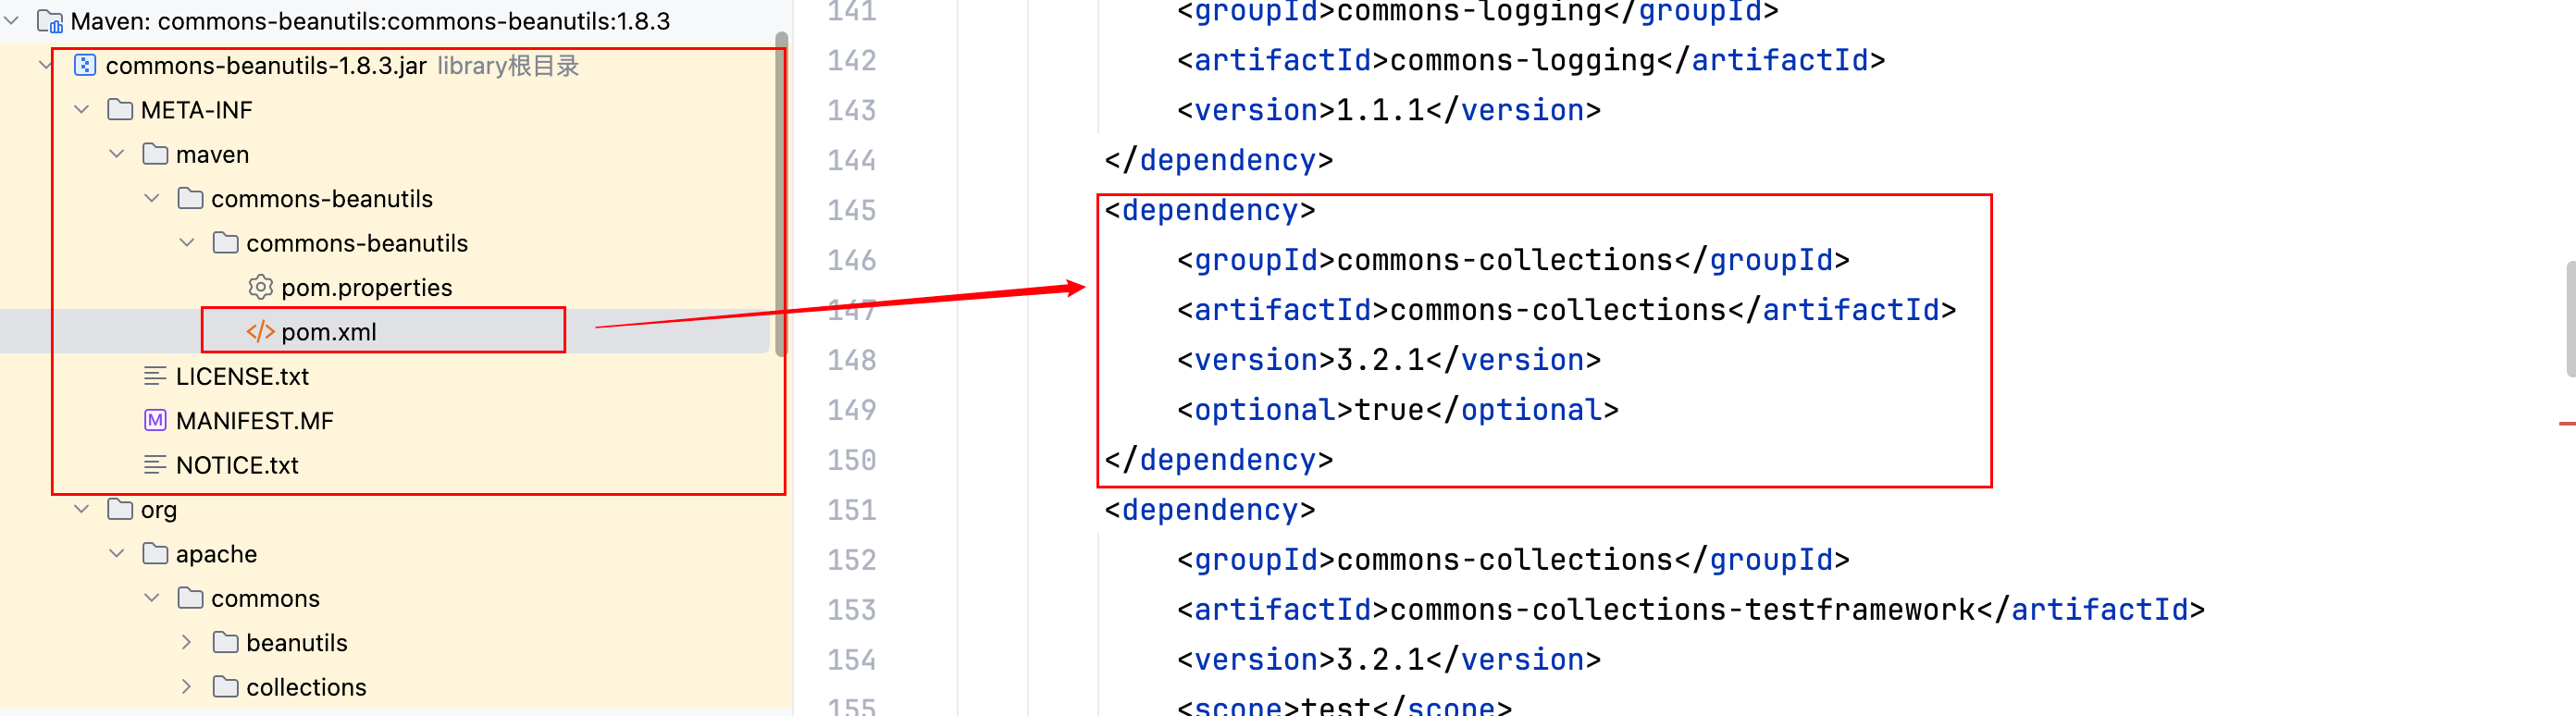 Maven: commons-beanutils:commons-beanutils:1.8.3
commons-beanutils-1.8.3.jar library根目录
META-INF
maven
commons-beanutils
commons-beanutils
pom.properties
</> pom.xml
LICENSE.txt
M MANIFEST.MF
NOTICE.txt
org
apache
commons
beanutils
collections
141 <groupId>commons-logging</groupId>
142 <artifactId>commons-logging</artifactId>
143 <version>1.1.1</version>
144 </dependency>
145 <dependency>
146 <groupId>commons-collections</groupId>
147 <artifactId>commons-collections</artifactId>
148 <version>3.2.1</version>
149 <optional>true</optional>
150 </dependency>
151 <dependency>
152 <groupId>commons-collections</groupId>
153 <artifactId>commons-collections-testframework</artifactId>
154 <version>3.2.1</version>
155 <scope>test</scope>